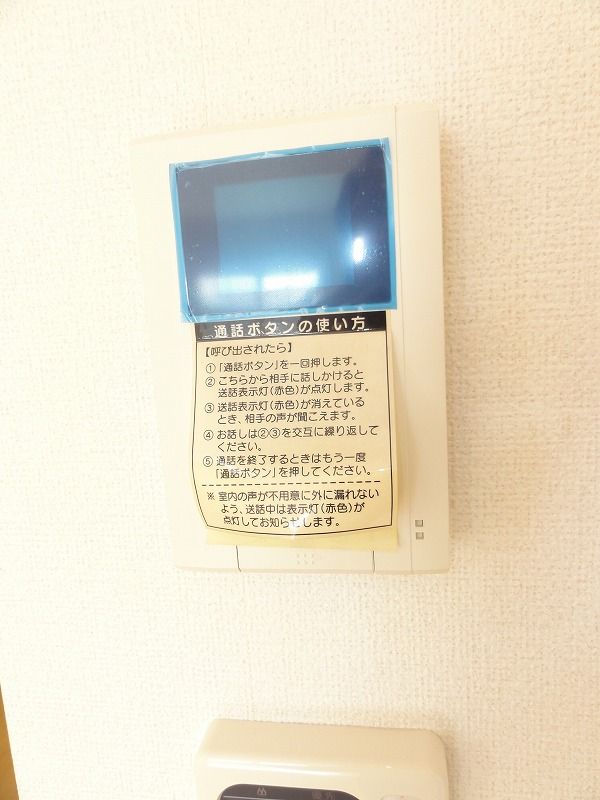 通話ボタンの使い方
【呼び出されたら】
①「通話ボタン」を一回押します。
②こちらから相手に話しかけると
送話表示灯(赤色)が点灯します。
③送話表示灯(赤色)が消えている
とき、相手の声が聞こえます。
④お話しは②③を交互に繰り返して
ください。
⑤通話を終了するときはもう一度
「通話ボタン」を押してください。
※室内の声が不用意に外に漏れない
よう、送話中は表示灯(赤色)が
点灯してお知らせします。